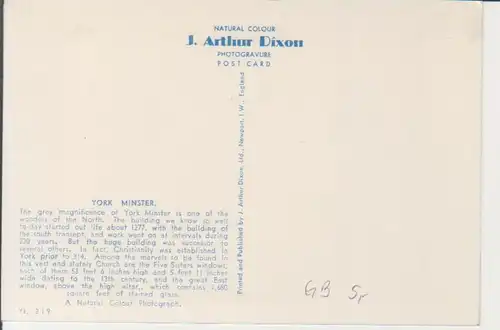 NATURAL COLOUR
J. Arthur Dixon
PHOTOGRAVURE
POST CARD
Printed and Published by J. Arthur Dixon, Ltd., Newport, I.W., England
YORK MINSTER.
The grey magnificence of York Minster is one of the
wonders of the North. The building we know so well
to-day started out life about 1277, with the building of
the south transept, and work went on at intervals during
220 years. But the huge building was successor to
several others. In fact, Christianity was established in
York prior to 314. Among the marvels to be found in
this vast and stately Church are the Five Sisters window,
each of them 53 feet 6 inches high and 5 feet 11 inches
wide dating to the 13th century, and the great East
window, above the high altar, which contains 2,680
square feet of stained glass.
A Natural Colour Photograph.
GB